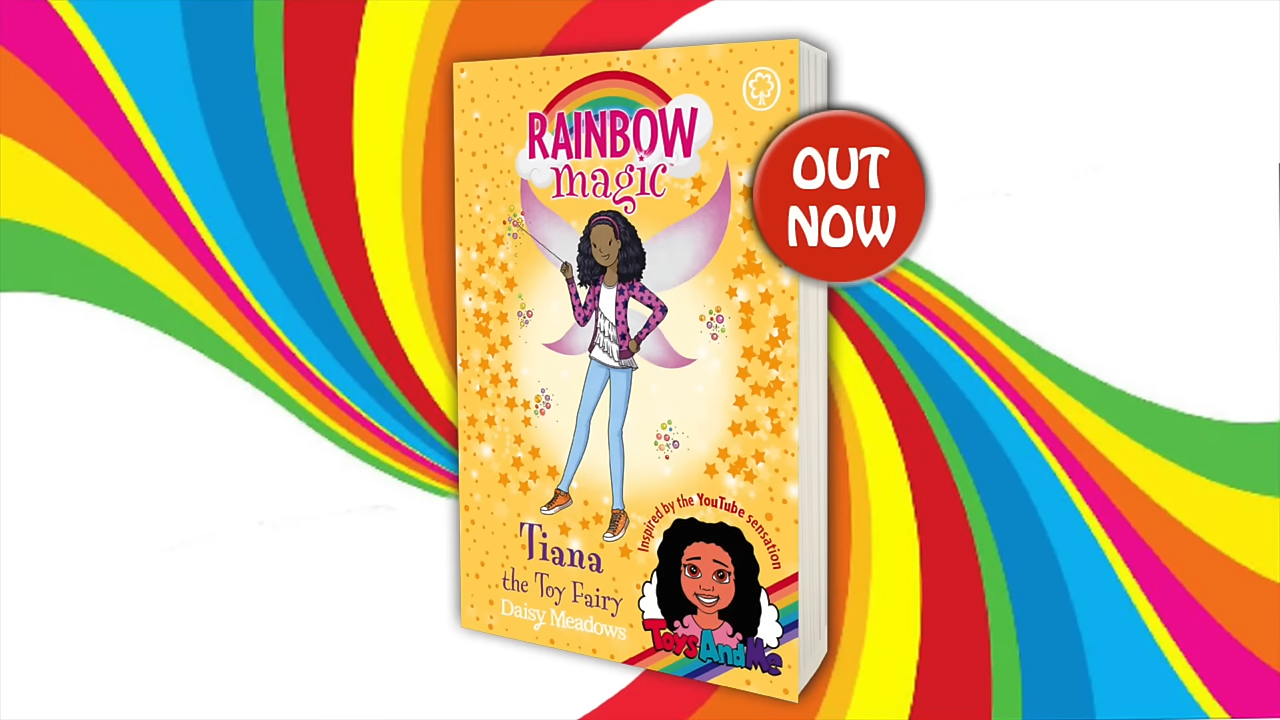 RAINBOW
magic
OUT
NOW
Inspired by the YouTube sensation
Tiana
the Toy Fairy
Daisy Meadows
ToysAndMe